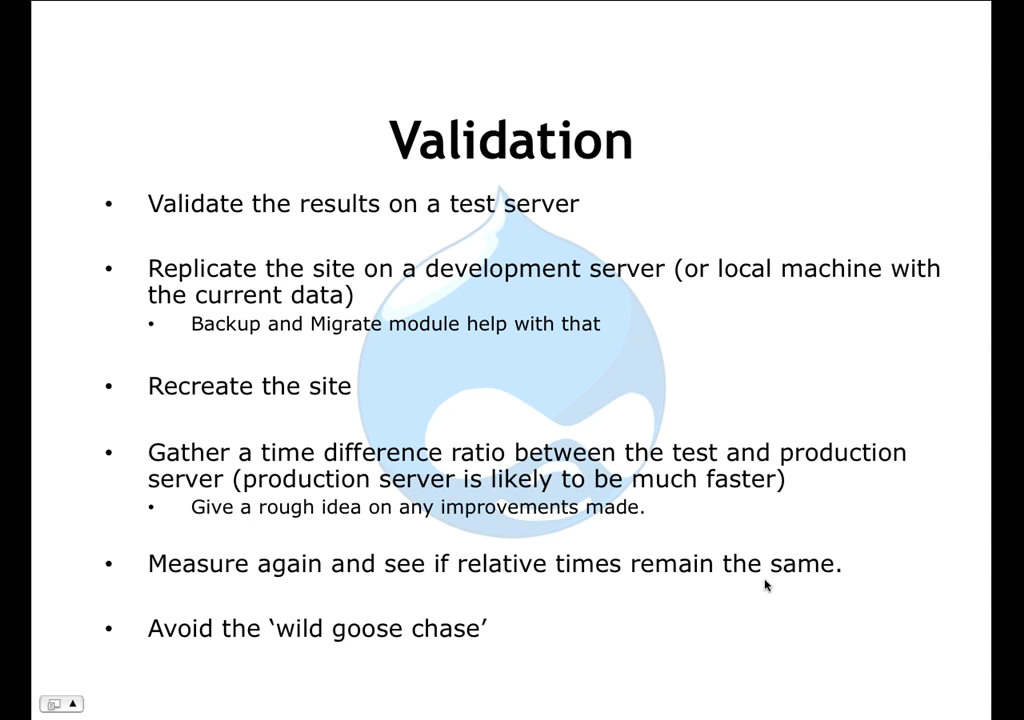 Validation
• Validate the results on a test server
• Replicate the site on a development server (or local machine with
the current data)
• Backup and Migrate module help with that
• Recreate the site
• Gather a time difference ratio between the test and production
server (production server is likely to be much faster)
• Give a rough idea on any improvements made.
• Measure again and see if relative times remain the same.
• Avoid the ‘wild goose chase’